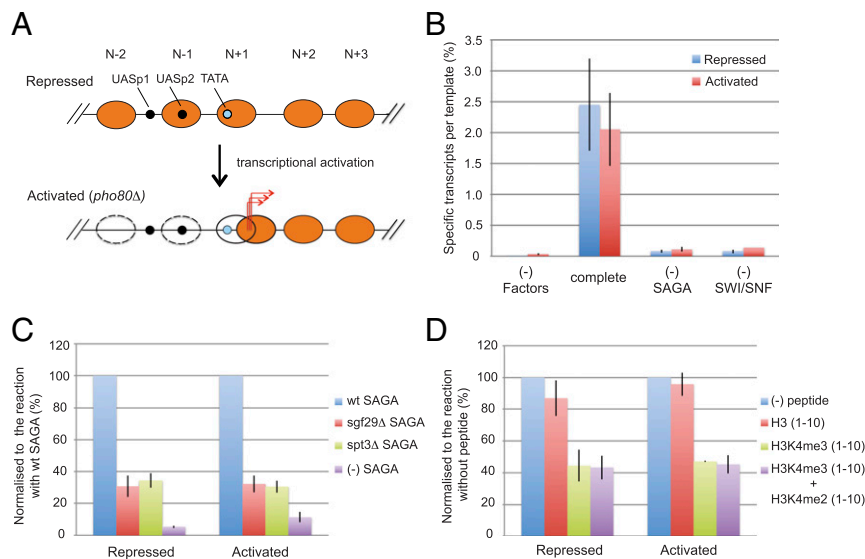 A
N-2 N-1 N+1 N+2 N+3
UASp1 UASp2 TATA
Repressed
transcriptional activation
Activated (pho80Δ)
B
Specific transcripts per template (%)
3.5
3.0
2.5
2.0
1.5
1.0
0.5
0
Repressed
Activated
(-) Factors
complete
(-) SAGA
(-) SWI/SNF
C
Normalised to the reaction
with wt SAGA (%)
120
100
80
60
40
20
0
Repressed Activated
wt SAGA
sgf29Δ SAGA
spt3Δ SAGA
(-) SAGA
D
Normalised to the reaction
without peptide (%)
120
100
80
60
40
20
0
Repressed Activated
(-) peptide
H3 (1-10)
H3K4me3 (1-10)
H3K4me3 (1-10)
+
H3K4me2 (1-10)